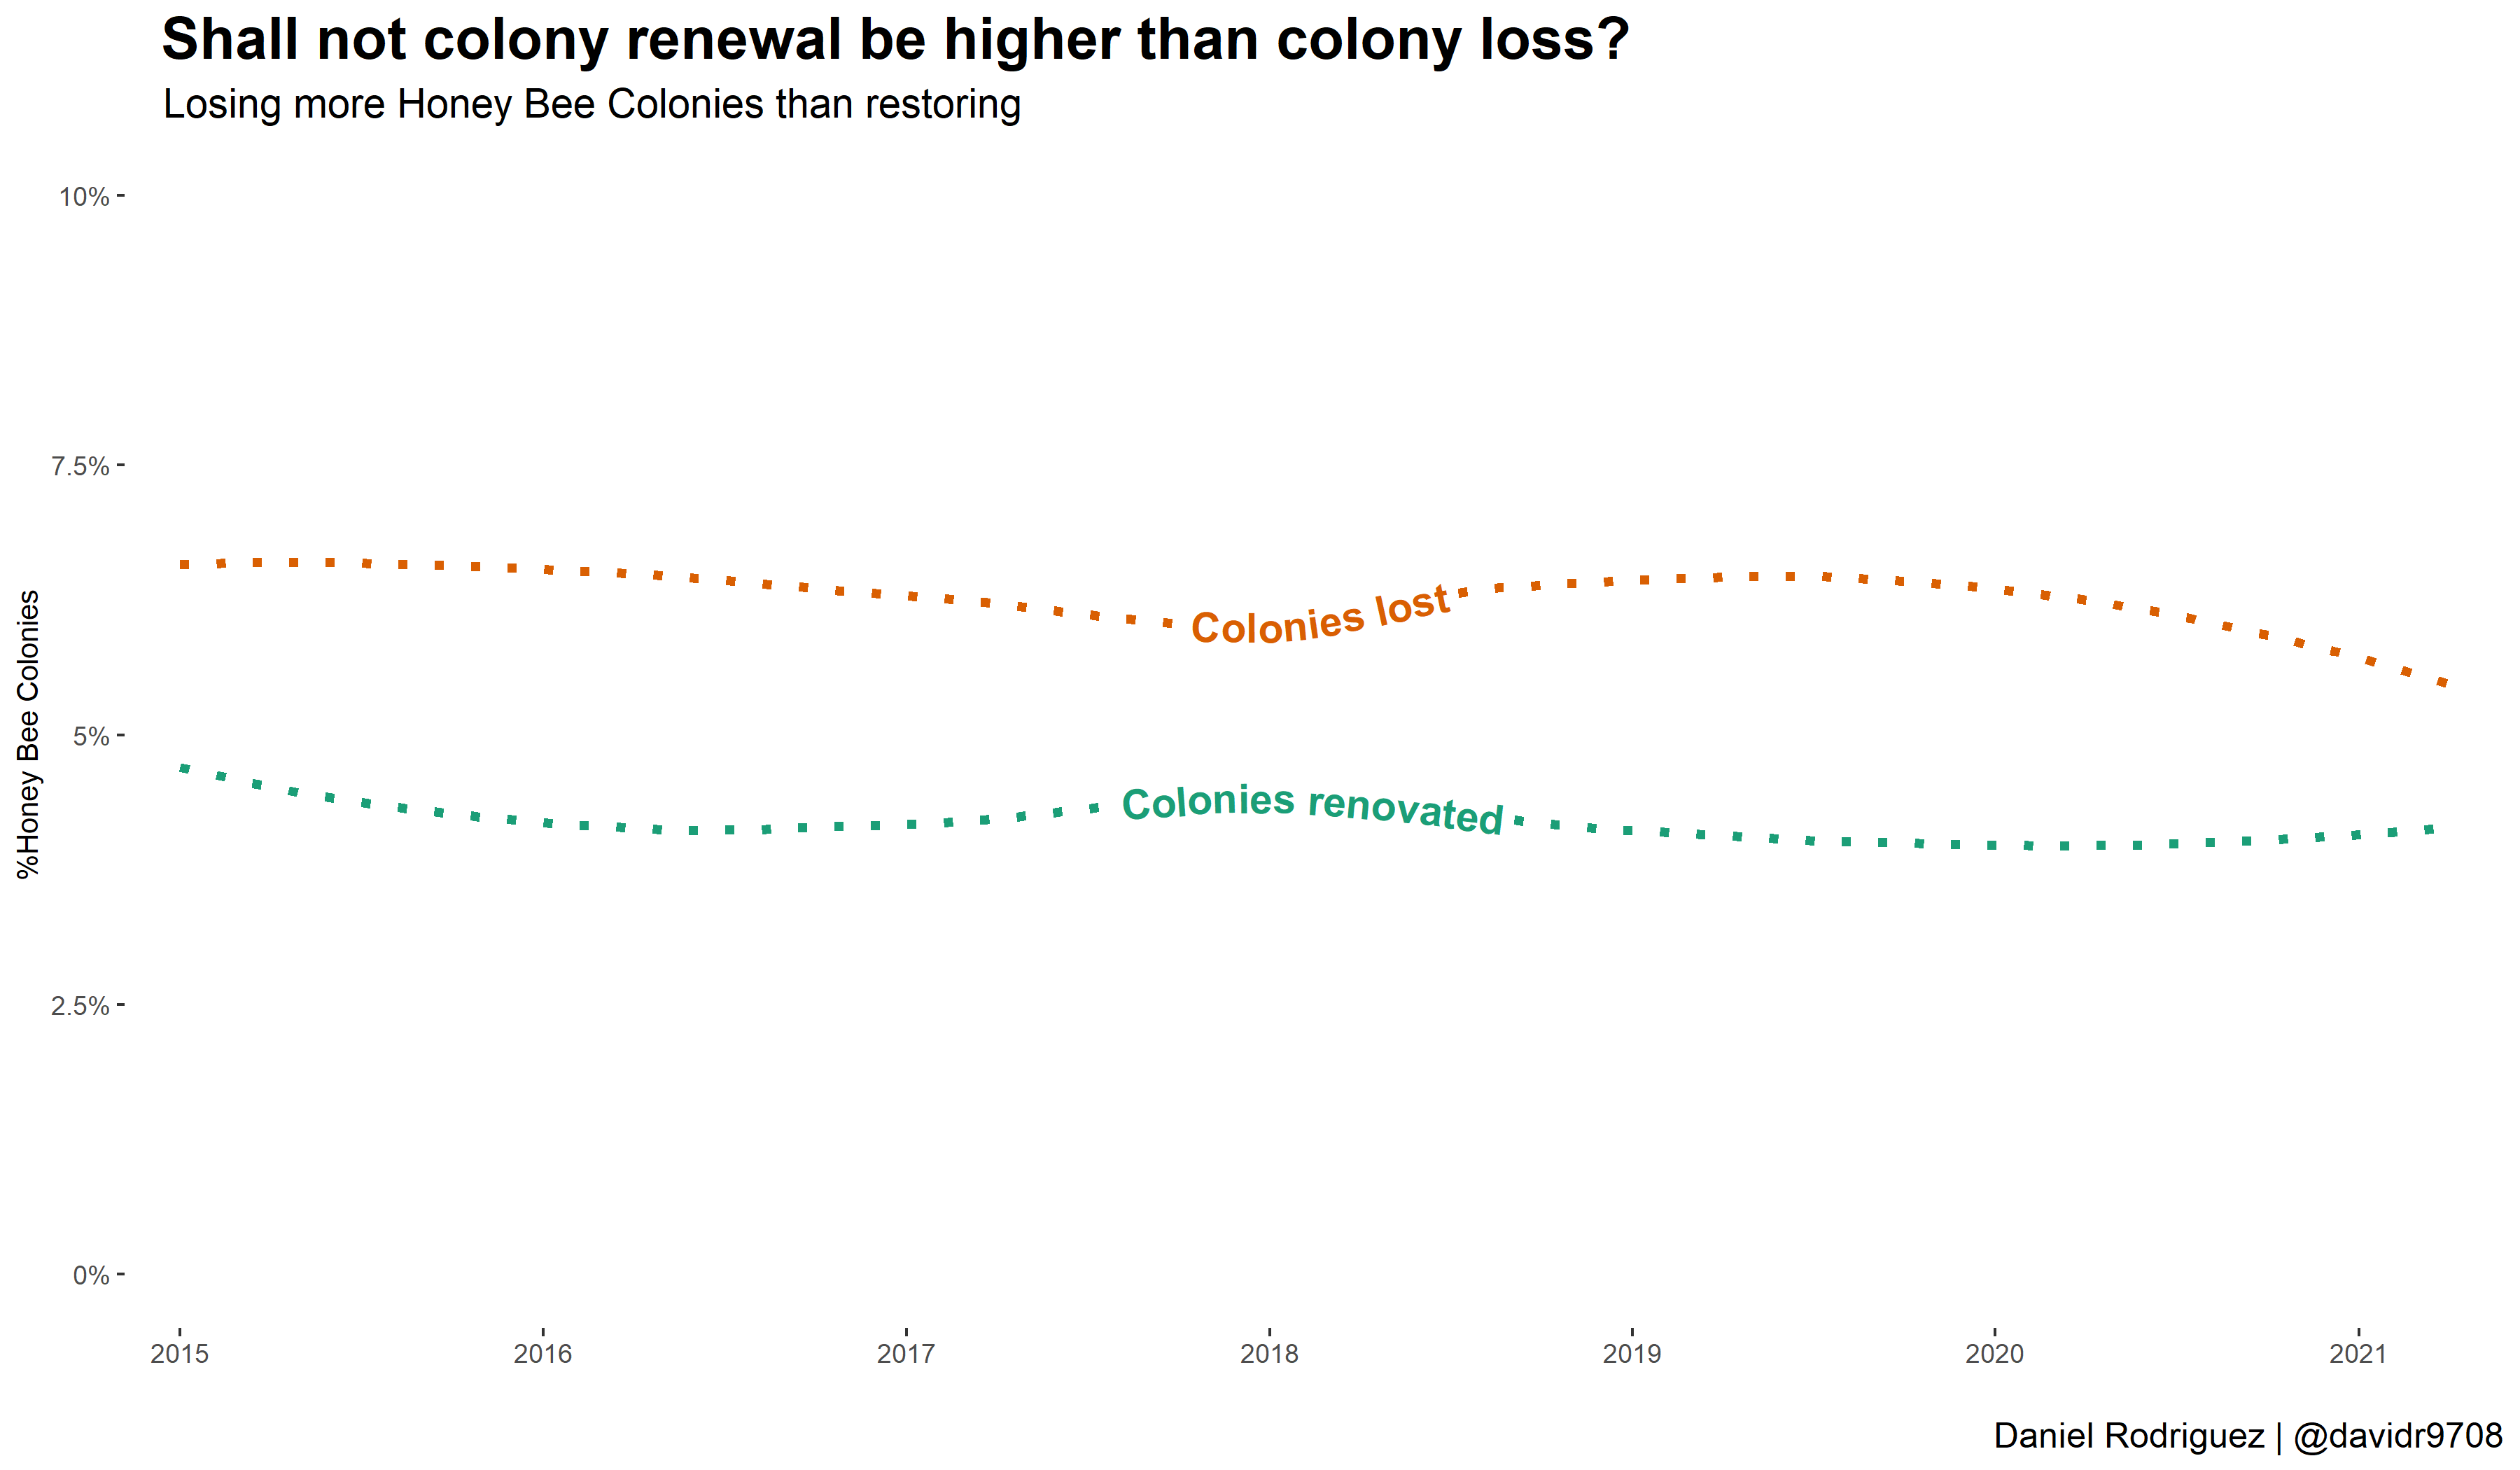 Shall not colony renewal be higher than colony loss?
Losing more Honey Bee Colonies than restoring
%Honey Bee Colonies
10%
7.5%
5%
2.5%
0%
Colonies lost
Colonies renovated
2015 2016 2017 2018 2019 2020 2021
Daniel Rodriguez | @davidr9708